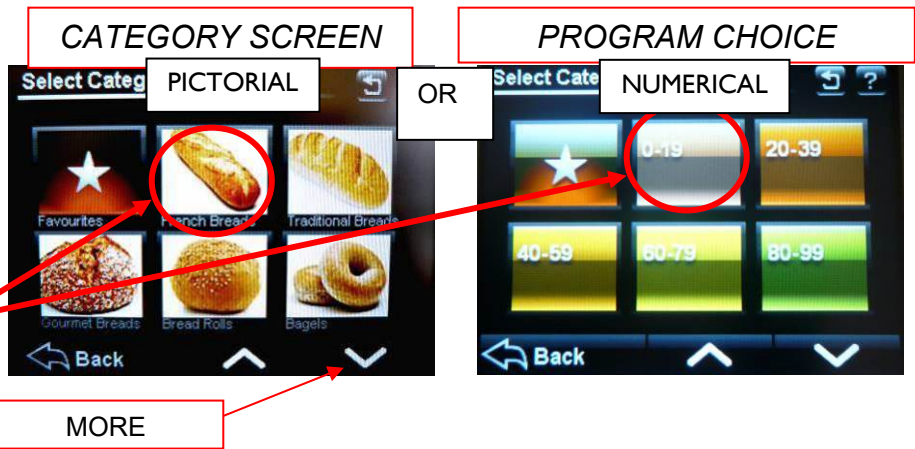 CATEGORY SCREEN
PROGRAM CHOICE
Select Categ
PICTORIAL
OR
Select Cate
NUMERICAL
?
Favourites
French Breads
Traditional Breads
Gourmet Breads
Bread Rolls
Bagels
Back
0-19
20-39
40-59
60-79
80-99
Back
MORE